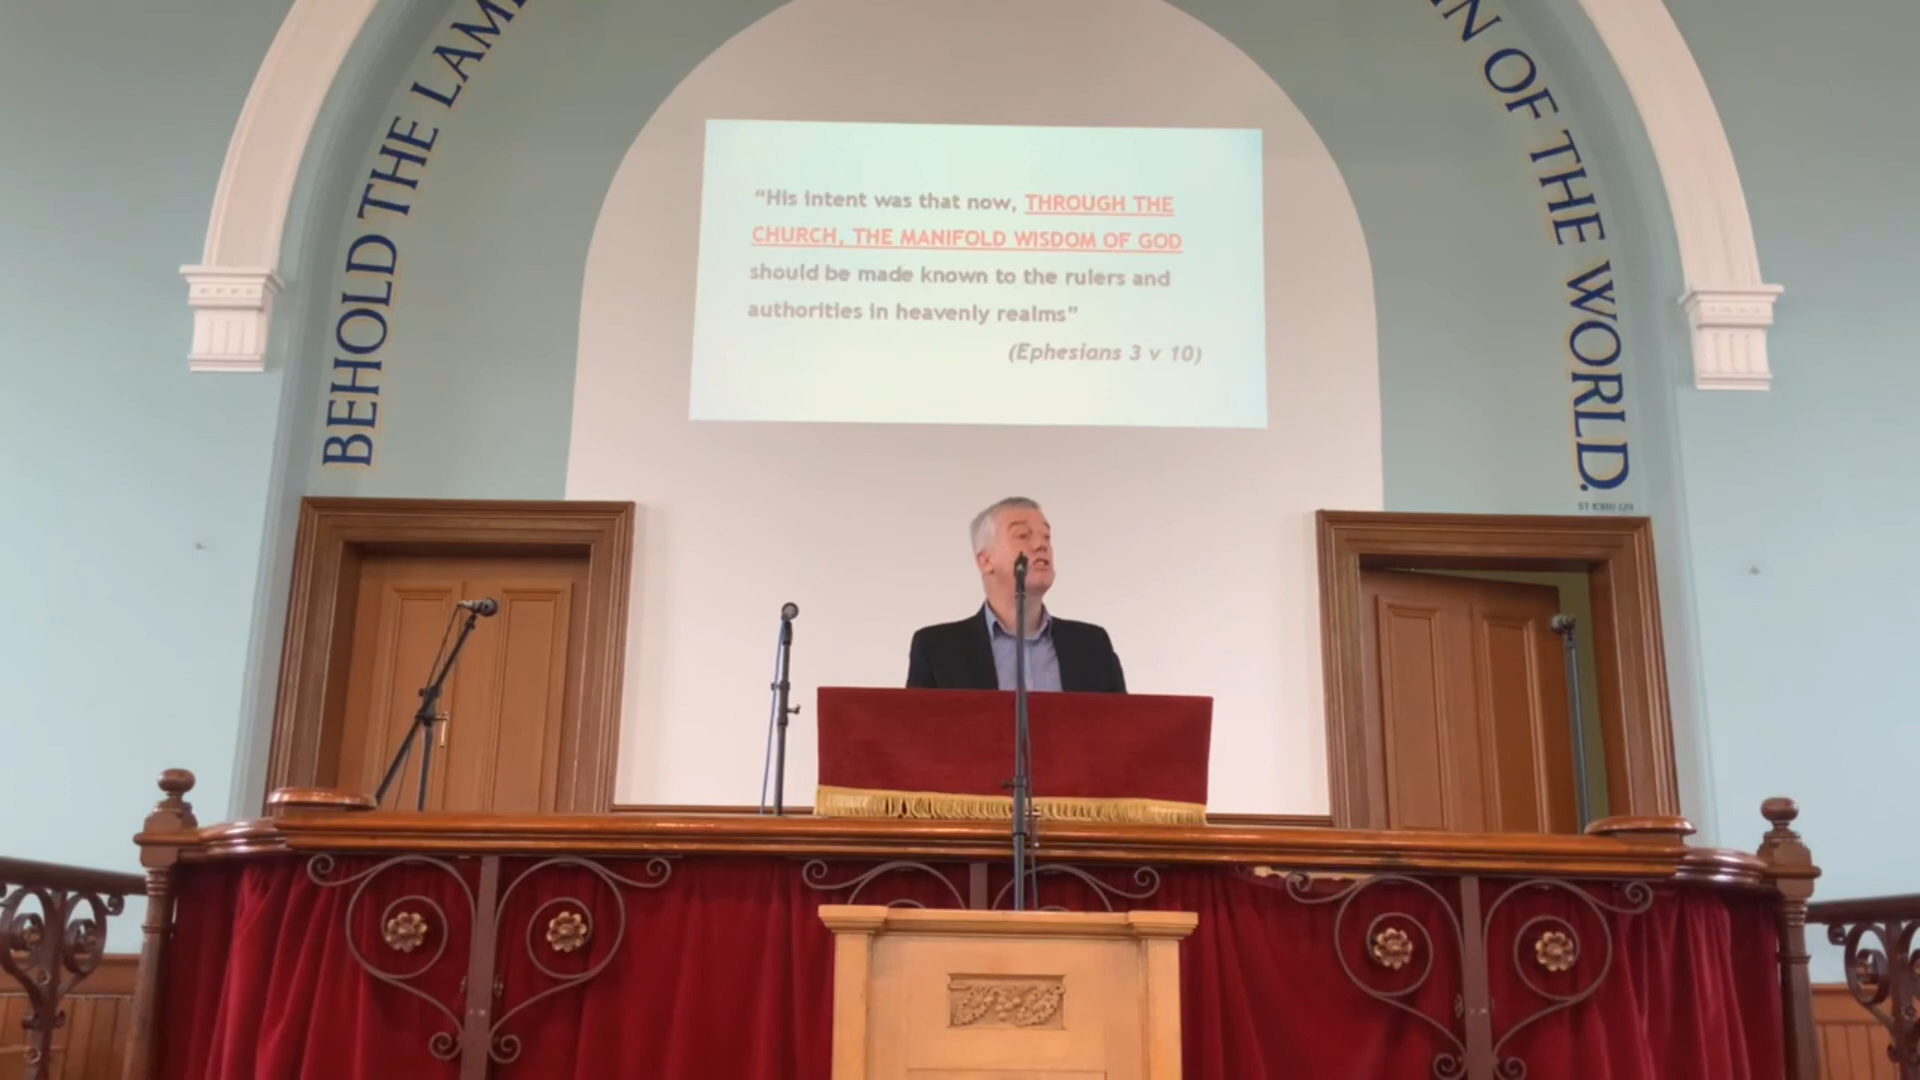 BEHOLD THE LAM
IN OF THE WORLD.
“His intent was that now, THROUGH THE
CHURCH, THE MANIFOLD WISDOM OF GOD
should be made known to the rulers and
authorities in heavenly realms”
(Ephesians 3 v 10)